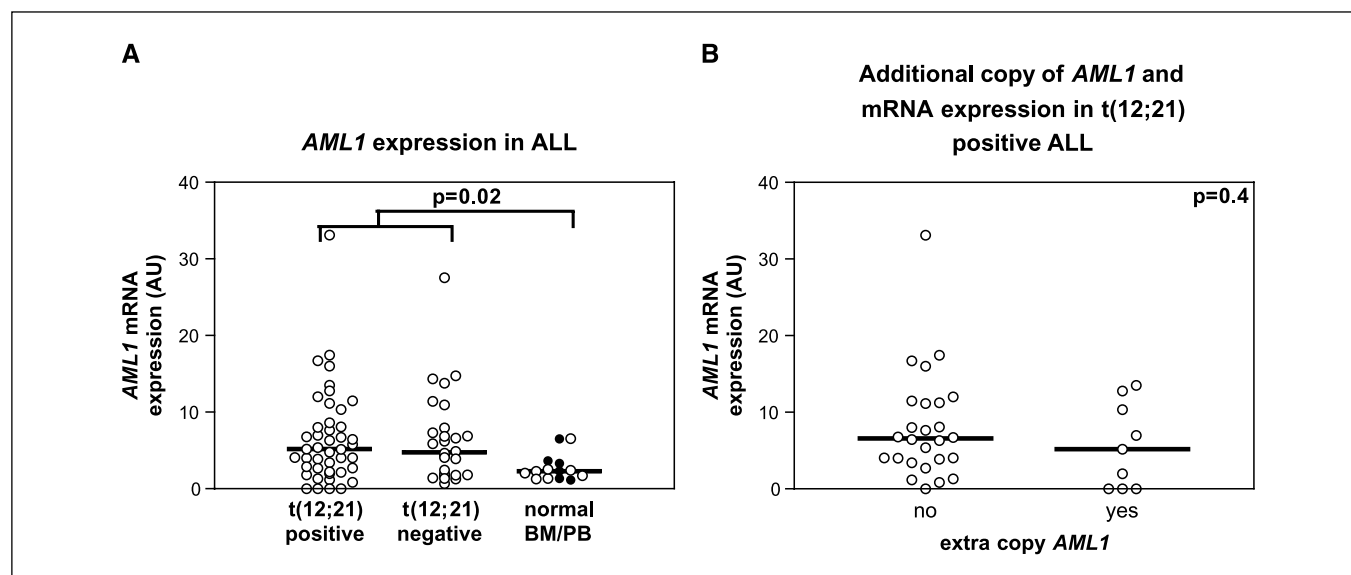 A
AML1 expression in ALL
AML1 mRNA
expression (AU)
40
30
20
10
0
p=0.02
t(12;21)
positive
t(12;21)
negative
normal
BM/PB
B
Additional copy of AML1 and
mRNA expression in t(12;21)
positive ALL
AML1 mRNA
expression (AU)
40
30
20
10
0
p=0.4
no
yes
extra copy AML1